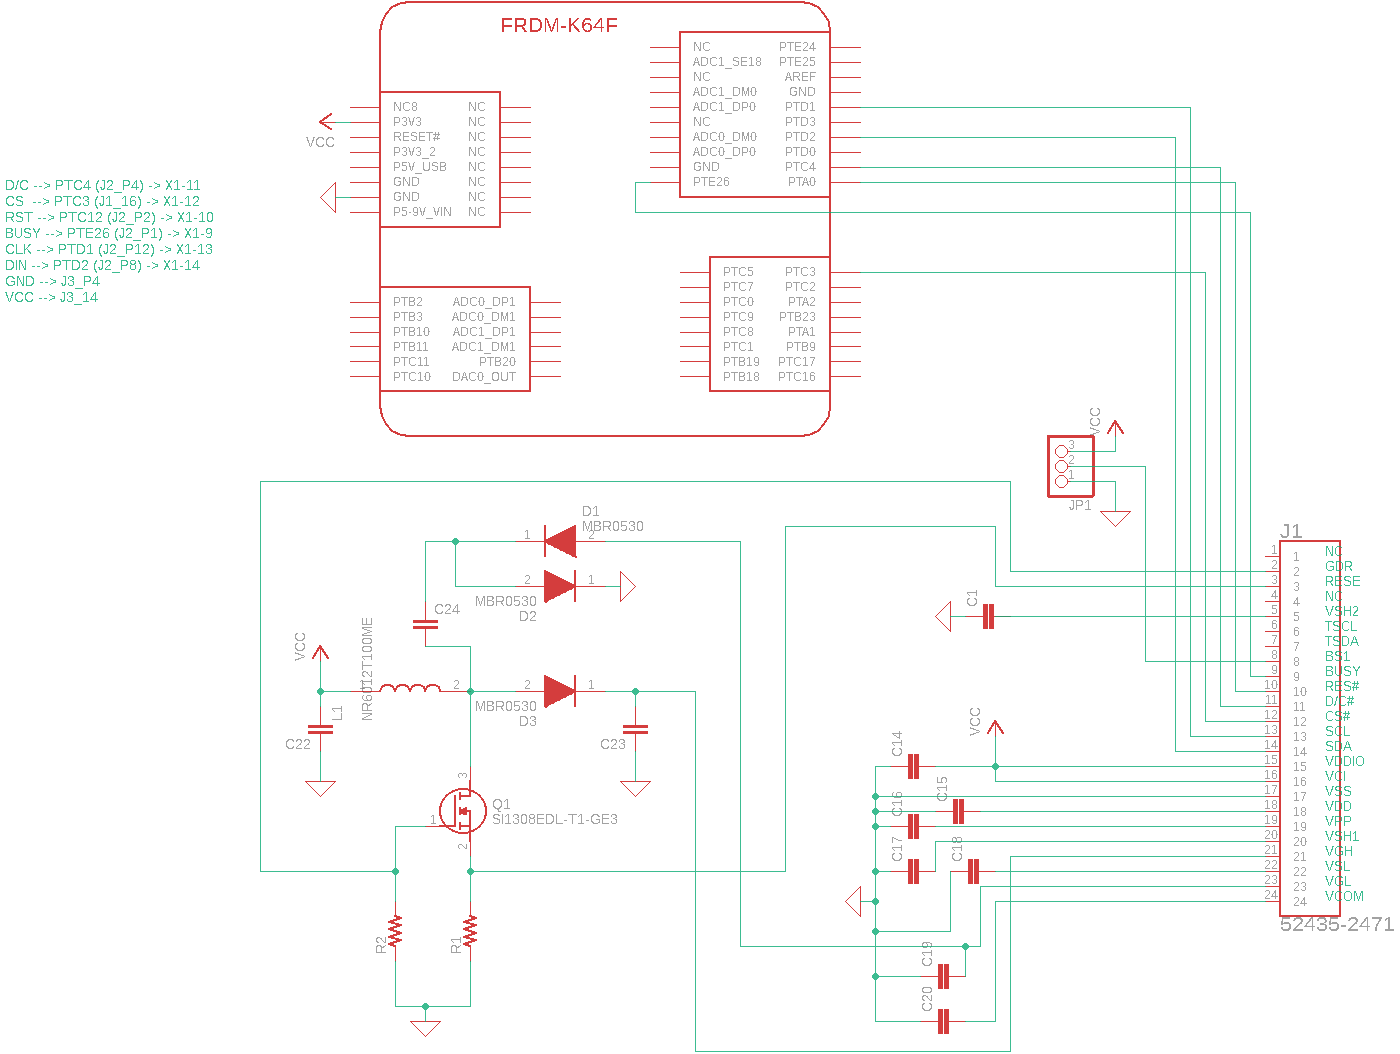 FRDM-K64F
NC PTE24
ADC1_SE18 PTE25
NC AREF
ADC1_DM0 GND
ADC1_DP0 PTD1
NC PTD3
ADC0_DM0 PTD2
ADC0_DP0 PTD0
GND PTC4
PTE26 PTA0
NC8 NC
P3V3 NC
RESET# NC
P3V3_2 NC
P5V_USB NC
GND NC
GND NC
P5-9V_VIN NC
VCC
D/C --> PTC4 (J2_P4) -> X1-11
CS --> PTC3 (J1_16) -> X1-12
RST --> PTC12 (J2_P2) -> X1-10
BUSY --> PTE26 (J2_P1) -> X1-9
CLK --> PTD1 (J2_P12) -> X1-13
DIN --> PTD2 (J2_P8) -> X1-14
GND --> J3_P4
VCC --> J3_14
PTB2 ADC0_DP1
PTB3 ADC0_DM1
PTB10 ADC1_DP1
PTB11 ADC1_DM1
PTC11 PTB20
PTC10 DAC0_OUT
PTC5 PTC3
PTC7 PTC2
PTC0 PTA2
PTC9 PTB23
PTC8 PTA1
PTC1 PTB9
PTB19 PTC17
PTB18 PTC16
VCC
3
2
1
JP1
D1
MBR0530
1 2
2 1
MBR0530
D2
C24
VCC
NR6012T100ME
L1
2
2 1
MBR0530
D3
C22
C23
3
Q1
SI1308EDL-T1-GE3
1
2
R2
R1
C1
VCC
C14
C15
C16
C17
C18
C19
C20
J1
1 1 NC
2 2 GDR
3 3 RESE
4 4 NC
5 5 VSH2
6 6 TSCL
7 7 TSDA
8 8 BS1
9 9 BUSY
10 10 RES#
11 11 D/C#
12 12 CS#
13 13 SCL
14 14 SDA
15 15 VDDIO
16 16 VCI
17 17 VSS
18 18 VDD
19 19 VPP
20 20 VSH1
21 21 VGH
22 22 VSL
23 23 VGL
24 24 VCOM
52435-2471